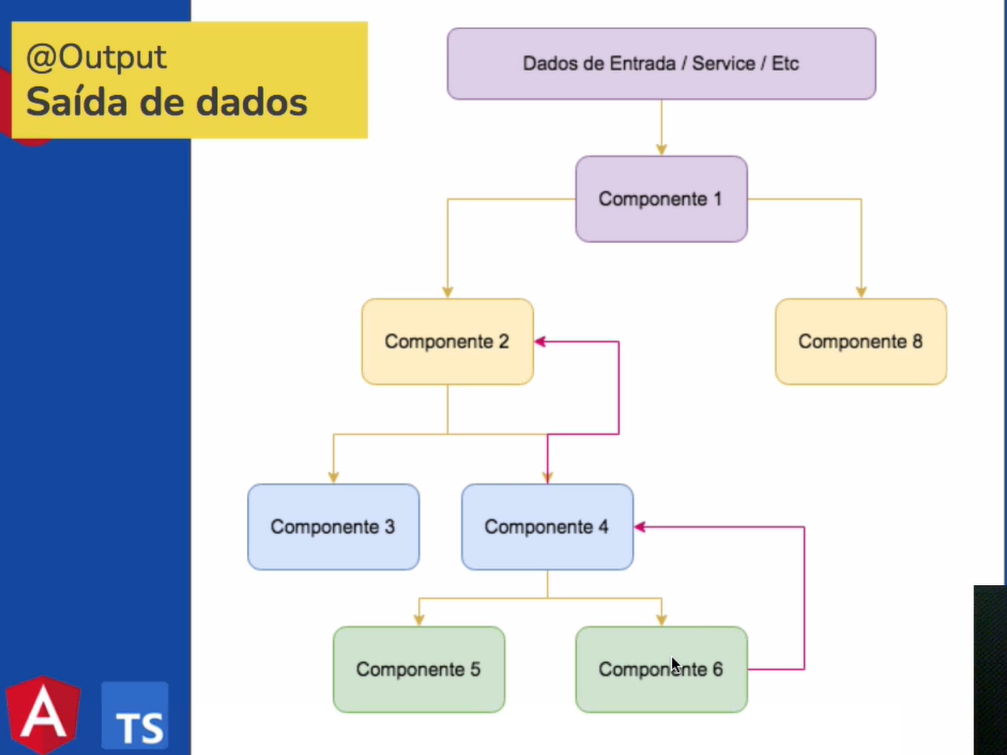 @Output
Saída de dados
Dados de Entrada / Service / Etc
Componente 1
Componente 2
Componente 8
Componente 3
Componente 4
Componente 5
Componente 6
A
TS